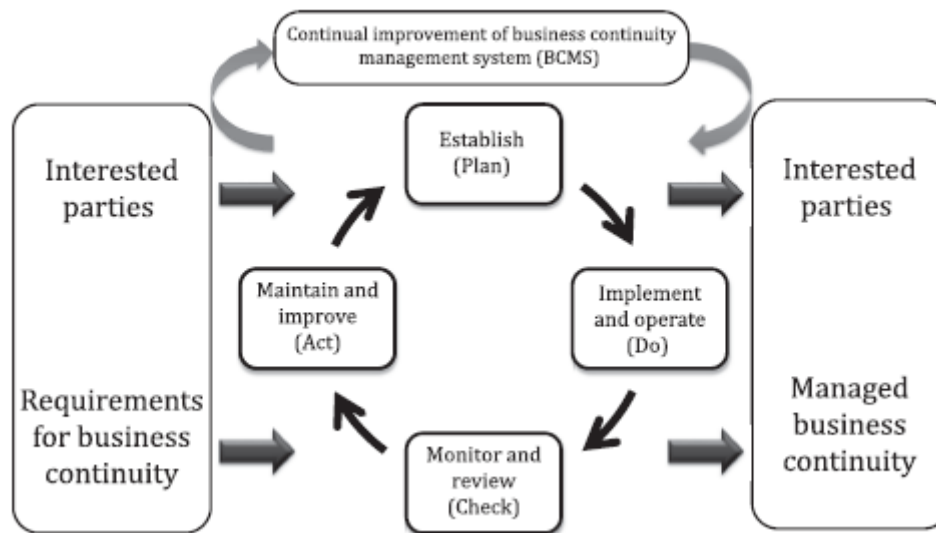 Continual improvement of business continuity
management system (BCMS)
Interested
parties
Requirements
for business
continuity
Establish
(Plan)
Implement
and operate
(Do)
Monitor and
review
(Check)
Maintain and
improve
(Act)
Interested
parties
Managed
business
continuity